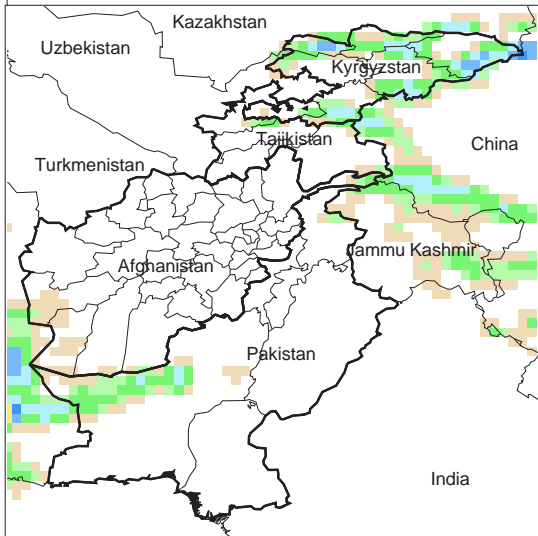 Kazakhstan
Uzbekistan
Kyrgyzstan
Tajikistan
China
Turkmenistan
Jammu Kashmir
Afghanistan
Pakistan
India